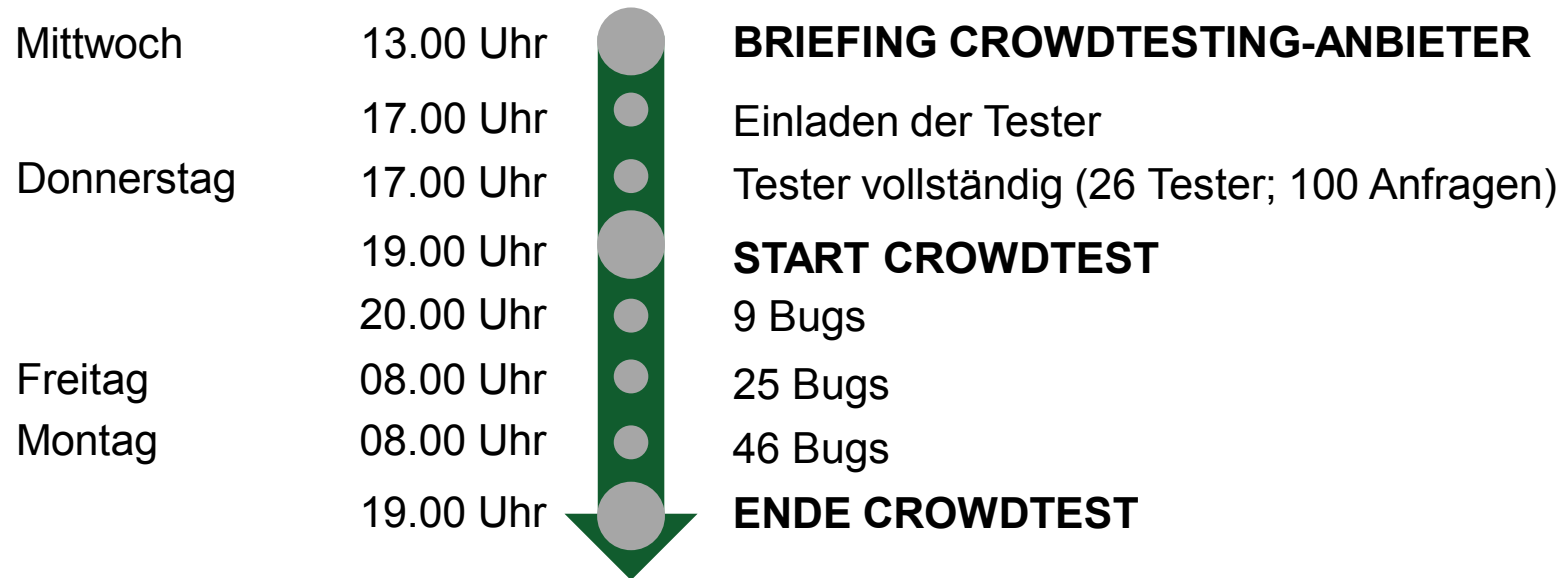 Mittwoch 13.00 Uhr BRIEFING CROWDTESTING-ANBIETER
17.00 Uhr Einladen der Tester
Donnerstag 17.00 Uhr Tester vollständig (26 Tester; 100 Anfragen)
19.00 Uhr START CROWDTEST
20.00 Uhr 9 Bugs
Freitag 08.00 Uhr 25 Bugs
Montag 08.00 Uhr 46 Bugs
19.00 Uhr ENDE CROWDTEST